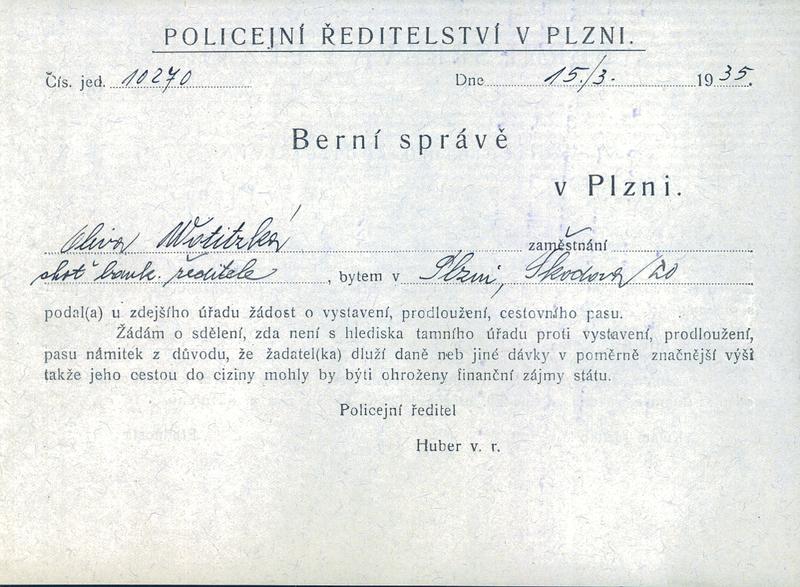 POLICEJNÍ ŘEDITELSTVÍ V PLZNI.
Čís. jed. 10270 Dne 15./3. 1935.
Berní správě
v Plzni.
Oliva Wotitzká zaměstnání
choť bank. ředitele, bytem v Plzni, Škodova 20
podal(a) u zdejšího úřadu žádost o vystavení, prodloužení, cestovního pasu.
Žádám o sdělení, zda není s hlediska tamního úřadu proti vystavení, prodloužení,
pasu námitek z důvodu, že žadatel(ka) dluží daně neb jiné dávky v poměrně značnější výši
takže jeho cestou do ciziny mohly by býti ohroženy finanční zájmy státu.
Policejní ředitel
Huber v. r.